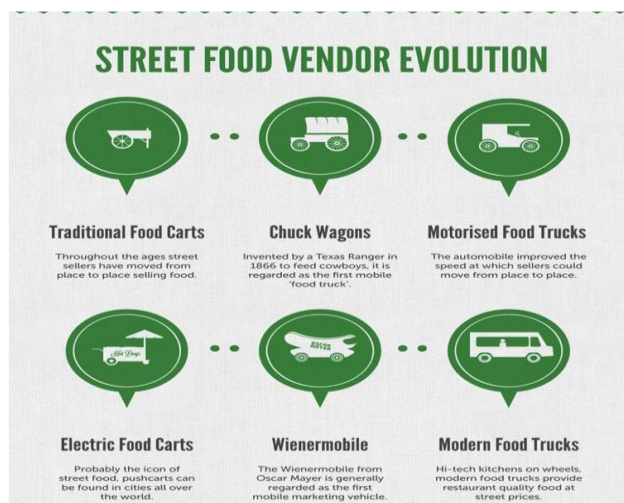 STREET FOOD VENDOR EVOLUTION
Traditional Food Carts
Throughout the ages street
sellers have moved from
place to place selling food.
Chuck Wagons
Invented by a Texas Ranger in
1866 to feed cowboys, it is
regarded as the first mobile
'food truck'.
Motorised Food Trucks
The automobile improved the
speed at which sellers could
move from place to place.
Hot Dogs
OSCAR
MAYER
Electric Food Carts
Probably the icon of
street food, pushcarts can
be found in cities all over
the world.
Wienermobile
The Wienermobile from
Oscar Mayer is generally
regarded as the first
mobile marketing vehicle.
Modern Food Trucks
Hi-tech kitchens on wheels,
modern food trucks provide
restaurant quality food at
street prices.